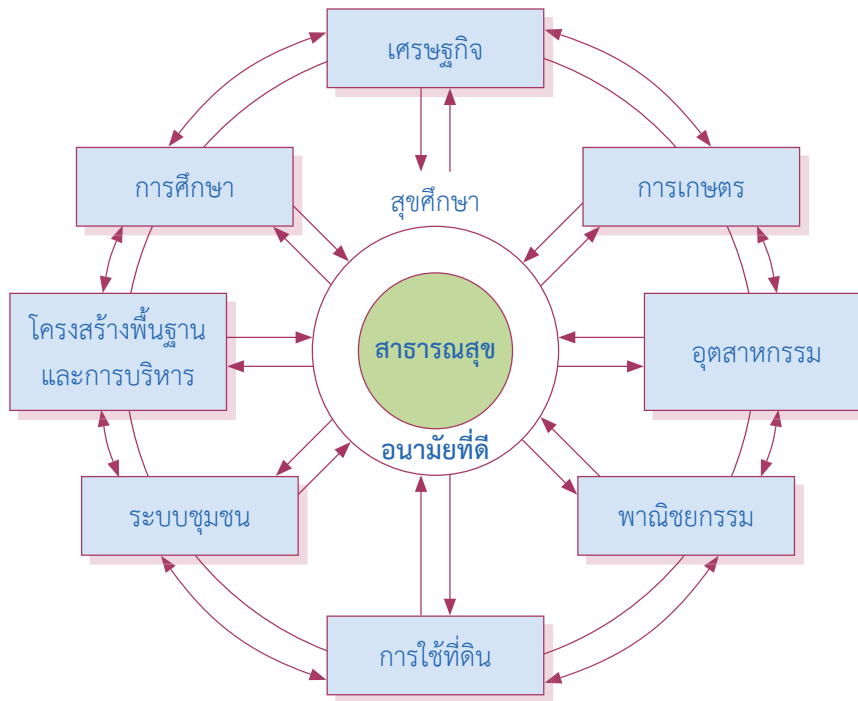 เศรษฐกิจ
การศึกษา
การเกษตร
สุขศึกษา
โครงสร้างพื้นฐาน
และการบริหาร
สาธารณสุข
อุตสาหกรรม
อนามัยที่ดี
ระบบชุมชน
พาณิชยกรรม
การใช้ที่ดิน